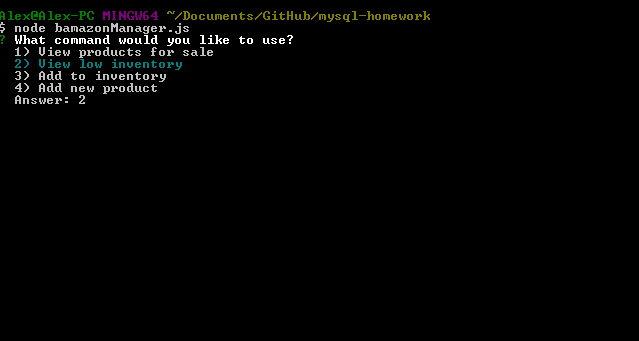 Alex@Alex-PC MINGW64 ~/Documents/GitHub/mysql-homework
$ node bamazonManager.js
? What command would you like to use?
1) View products for sale
2) View low inventory
3) Add to inventory
4) Add new product
Answer: 2